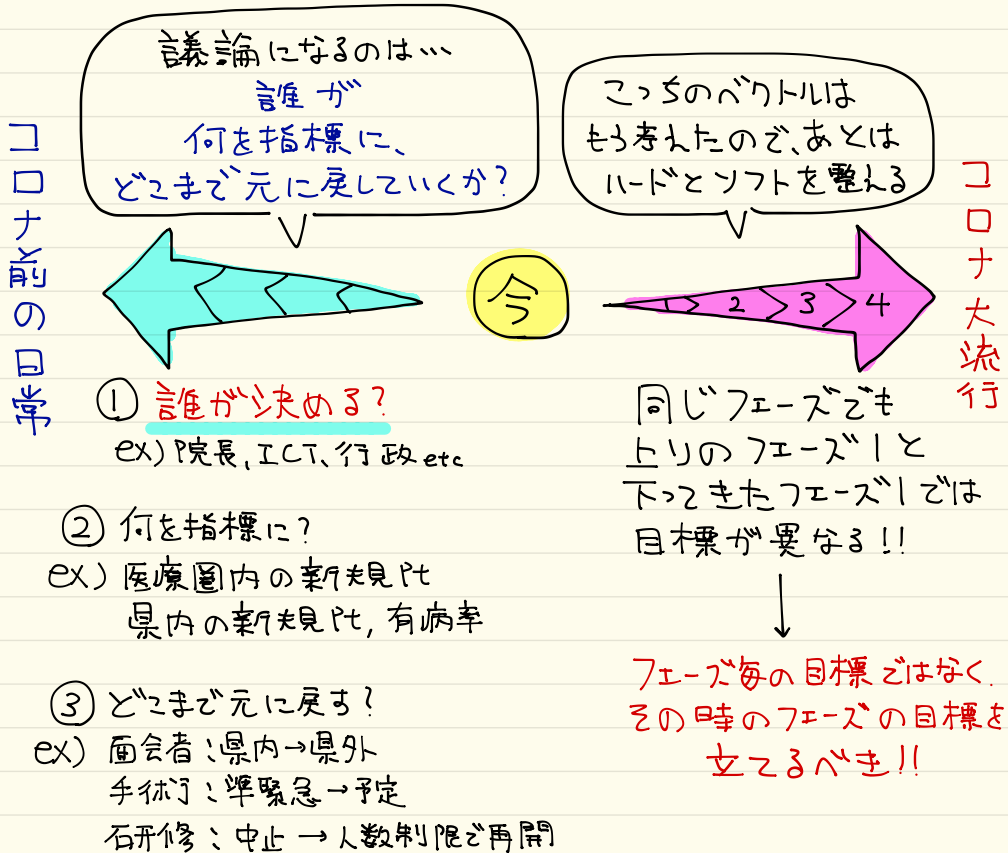 議論になるのは…
誰が
何を指標に、
どこまで元に戻していくか?
こっちのベクトルは
もう考えたので、あとは
ハードとソフトを整える
コロナ前の日常
今
1 2 3 4
コロナ大流行
① 誰が決める?
ex) 院長, ICT, 行政 etc
② 何を指標に?
ex) 医療圏内の新規Pt
県内の新規Pt, 有病率
③ どこまで元に戻す?
ex) 面会者:県内→県外
手術:準緊急→予定
研修:中止→人数制限で再開
同じフェーズでも
上りのフェーズ1と
下ってきたフェーズ1では
目標が異なる!!
フェーズ毎の目標ではなく、
その時のフェーズの目標を
立てるべき!!